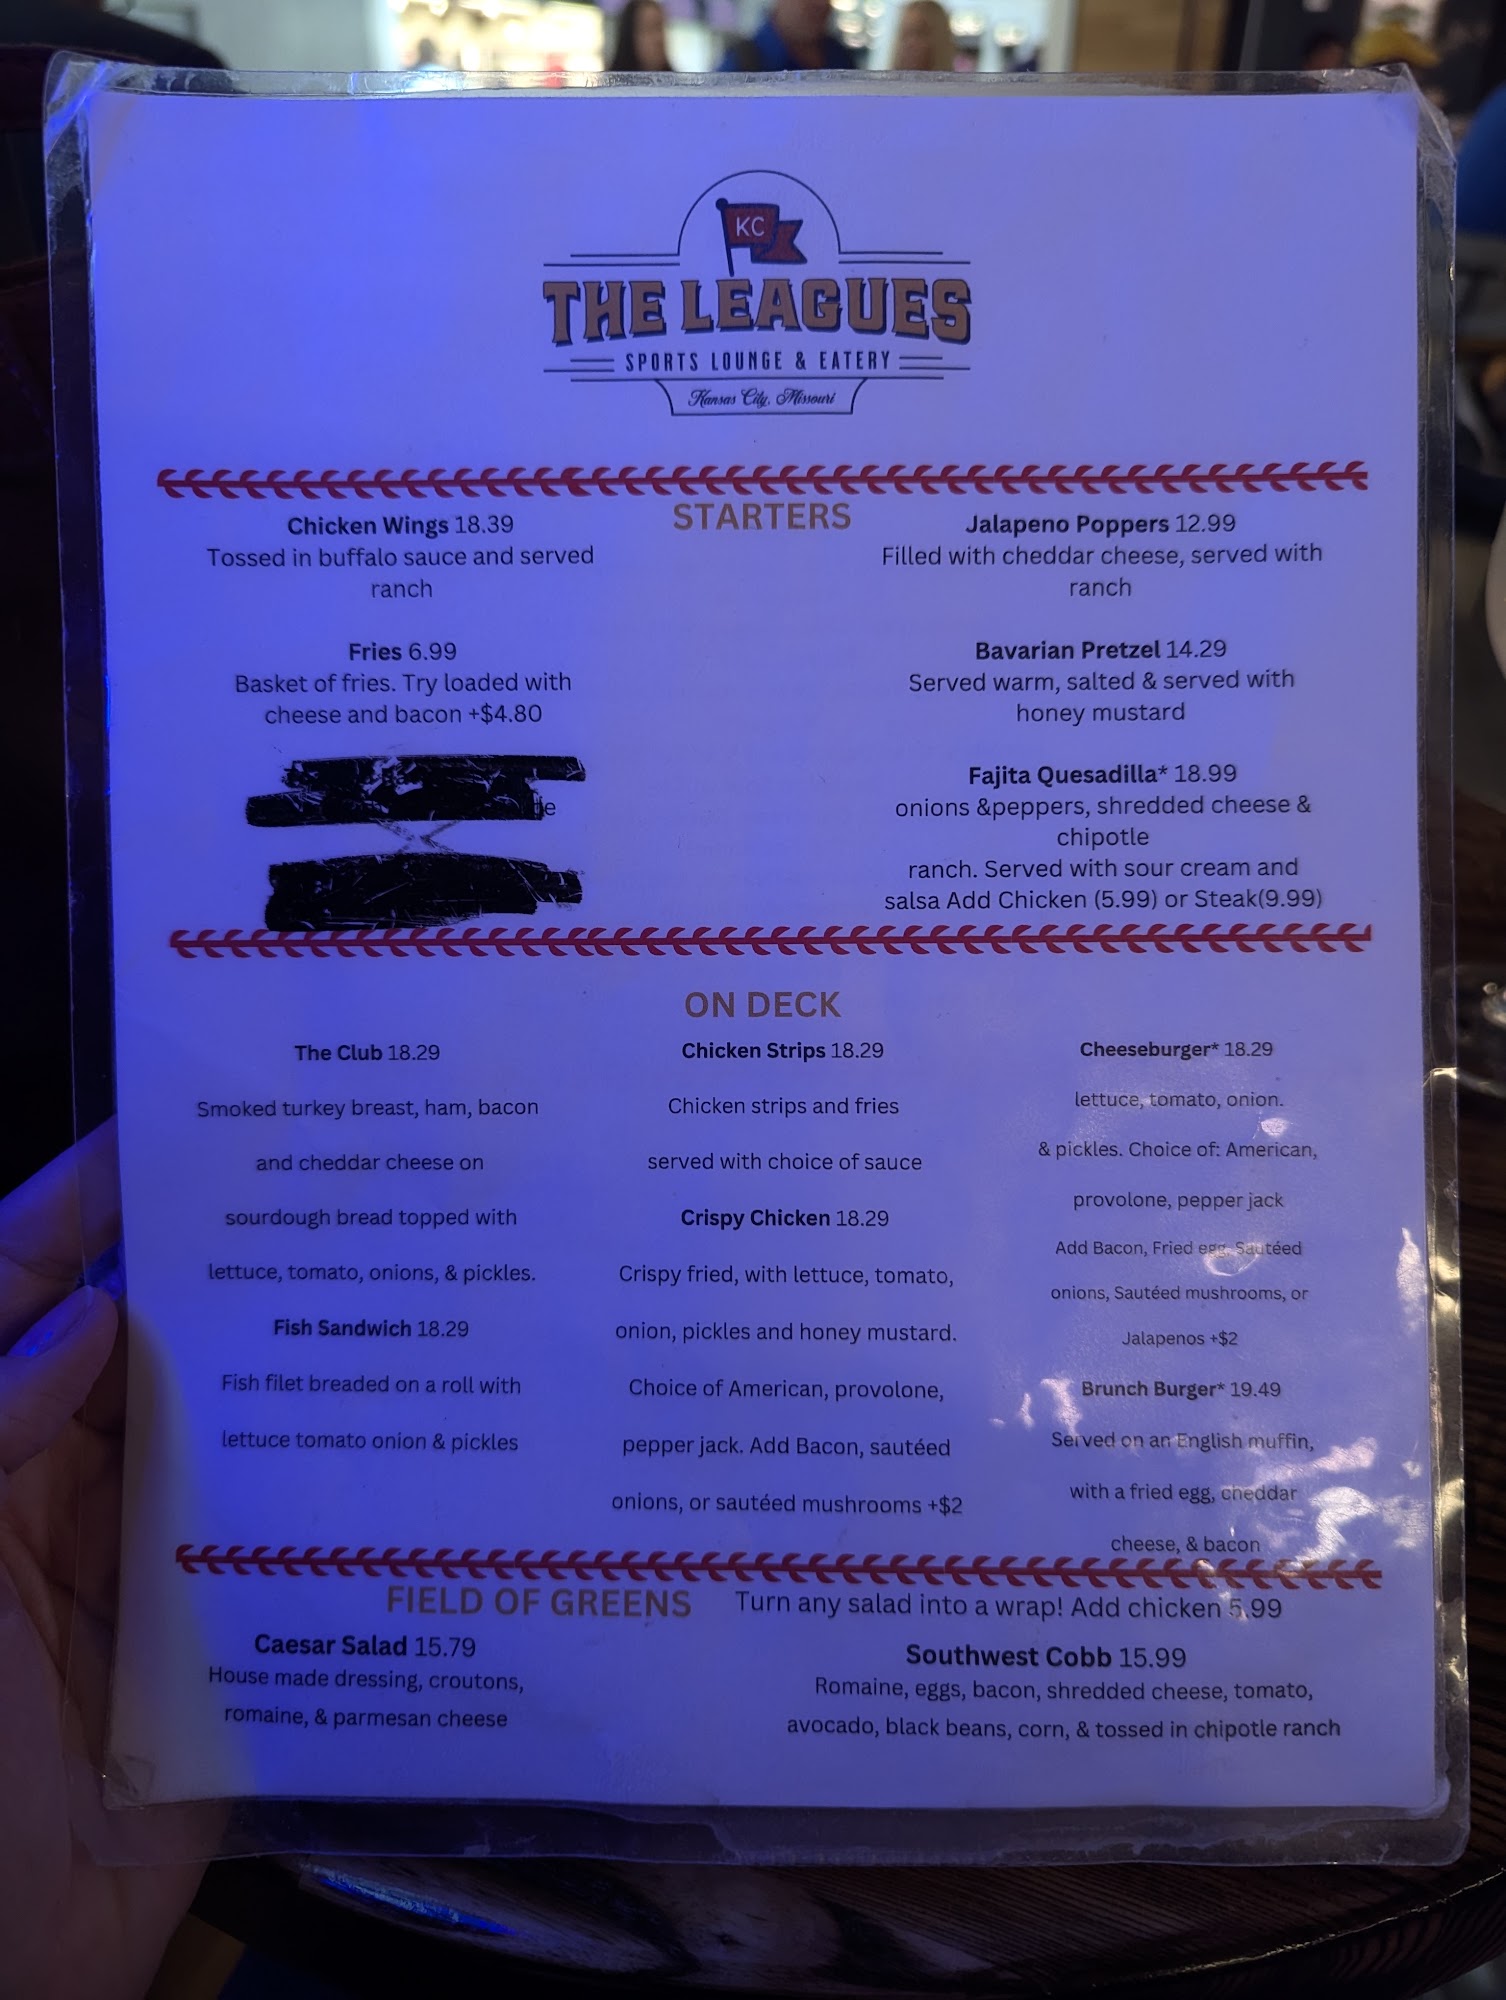 KC
THE LEAGUES
SPORTS LOUNGE & EATERY
Kansas City, Missouri
STARTERS
Chicken Wings 18.39
Tossed in buffalo sauce and served
ranch
Fries 6.99
Basket of fries. Try loaded with
cheese and bacon +$4.80
Jalapeno Poppers 12.99
Filled with cheddar cheese, served with
ranch
Bavarian Pretzel 14.29
Served warm, salted & served with
honey mustard
Fajita Quesadilla* 18.99
onions &peppers, shredded cheese &
chipotle
ranch. Served with sour cream and
salsa Add Chicken (5.99) or Steak(9.99)
ON DECK
The Club 18.29
Smoked turkey breast, ham, bacon
and cheddar cheese on
sourdough bread topped with
lettuce, tomato, onions, & pickles.
Fish Sandwich 18.29
Fish filet breaded on a roll with
lettuce tomato onion & pickles
Chicken Strips 18.29
Chicken strips and fries
served with choice of sauce
Crispy Chicken 18.29
Crispy fried, with lettuce, tomato,
onion, pickles and honey mustard.
Choice of American, provolone,
pepper jack. Add Bacon, sautéed
onions, or sautéed mushrooms +$2
Cheeseburger* 18.29
lettuce, tomato, onion.
& pickles. Choice of: American,
provolone, pepper jack
Add Bacon, Fried egg, Sautéed
onions, Sautéed mushrooms, or
Jalapenos +$2
Brunch Burger* 19.49
Served on an English muffin,
with a fried egg, cheddar
cheese, & bacon
FIELD OF GREENS Turn any salad into a wrap! Add chicken 5.99
Caesar Salad 15.79
House made dressing, croutons,
romaine, & parmesan cheese
Southwest Cobb 15.99
Romaine, eggs, bacon, shredded cheese, tomato,
avocado, black beans, corn, & tossed in chipotle ranch